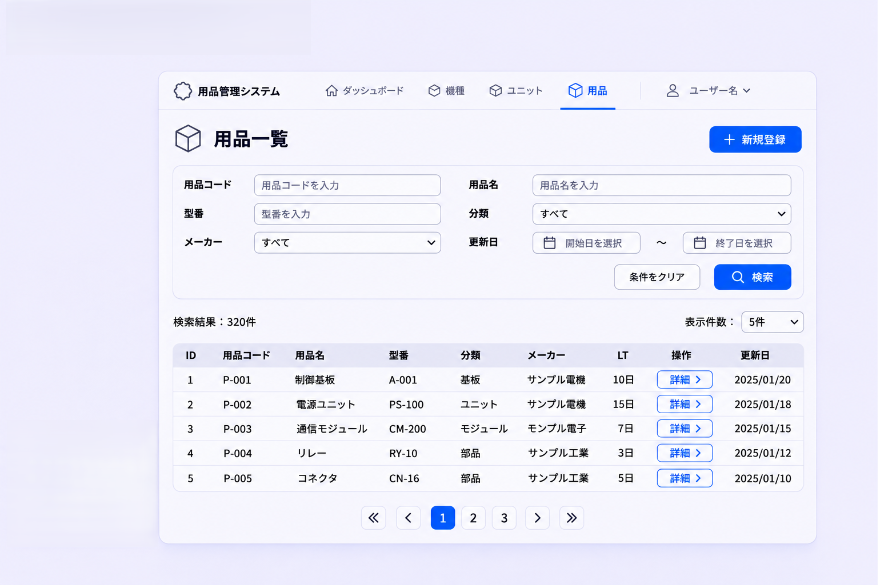 用品管理システム ダッシュボード 機種 ユニット 用品 ユーザー名
用品一覧 + 新規登録
用品コード 用品コードを入力 用品名 用品名を入力
型番 型番を入力 分類 すべて
メーカー すべて 更新日 開始日を選択 ～ 終了日を選択
条件をクリア 検索
検索結果：320件 表示件数： 5件
ID 用品コード 用品名 型番 分類 メーカー LT 操作 更新日
1 P-001 制御基板 A-001 基板 サンプル電機 10日 詳細 > 2025/01/20
2 P-002 電源ユニット PS-100 ユニット サンプル電機 15日 詳細 > 2025/01/18
3 P-003 通信モジュール CM-200 モジュール モンプル電子 7日 詳細 > 2025/01/15
4 P-004 リレー RY-10 部品 サンプル工業 3日 詳細 > 2025/01/12
5 P-005 コネクタ CN-16 部品 サンプル工業 5日 詳細 > 2025/01/10
« < 1 2 3 > »